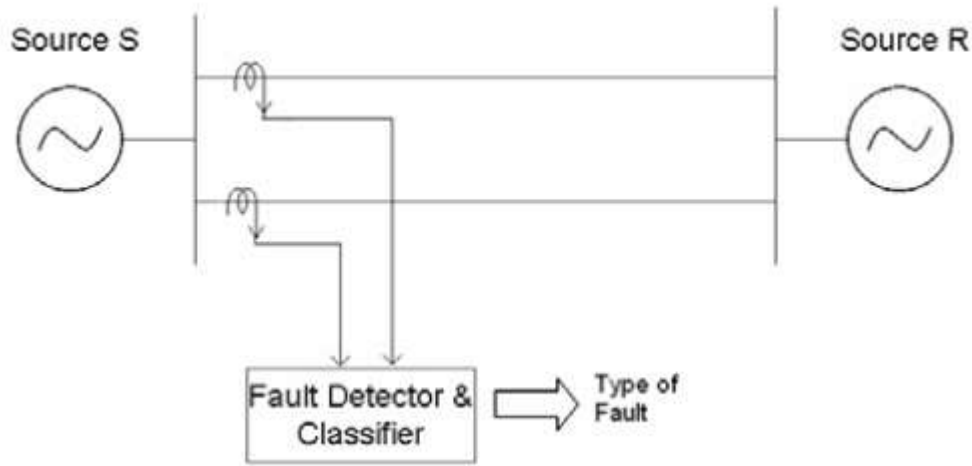 Source S
Source R
Fault Detector &
Classifier
Type of
Fault